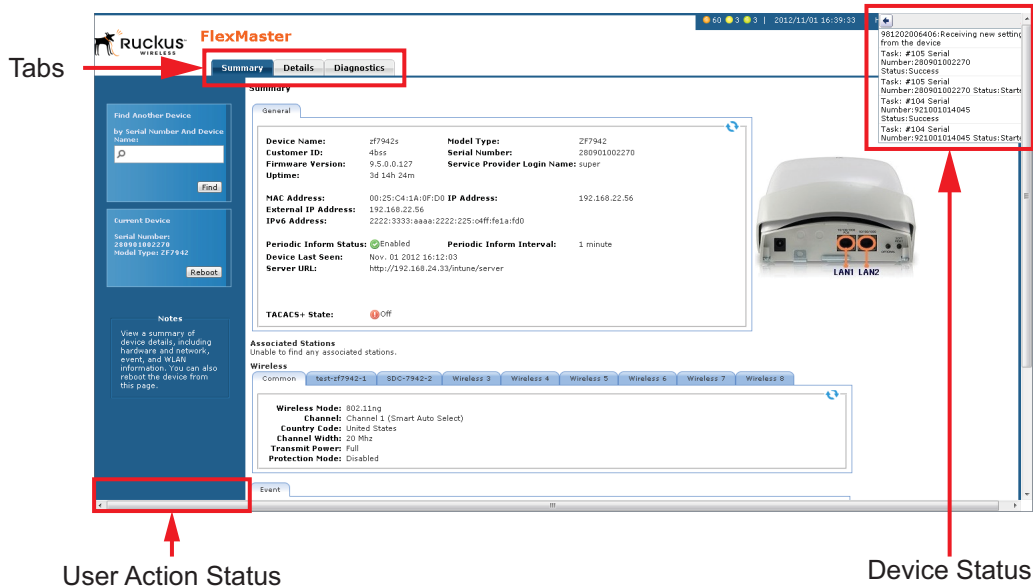 60 3 3 | 2012/11/01 16:39:33 H
981202006406:Receiving new setting
from the device
Task: #105 Serial
Number:280901002270
Status:Success
Task: #105 Serial
Number:280901002270 Status:Starte
Task: #104 Serial
Number:921001014045
Status:Success
Task: #104 Serial
Number:921001014045 Status:Starte
Ruckus WIRELESS
FlexMaster
Tabs
Summary Details Diagnostics
Summary
General
Find Another Device
by Serial Number And Device
Name:
Find
Current Device
Serial Number:
280901002270
Model Type: ZF7942
Reboot
Notes
View a summary of
device details, including
hardware and network,
event, and WLAN
information. You can also
reboot the device from
this page.
Device Name: zf7942s Model Type: ZF7942
Customer ID: 4bss Serial Number: 280901002270
Firmware Version: 9.5.0.0.127 Service Provider Login Name: super
Uptime: 3d 14h 24m
MAC Address: 00:25:C4:1A:0F:D0 IP Address: 192.168.22.56
External IP Address: 192.168.22.56
IPv6 Address: 2222:3333:aaaa:2222:225:c4ff:fe1a:fd0
Periodic Inform Status: Enabled Periodic Inform Interval: 1 minute
Device Last Seen: Nov. 01 2012 16:12:03
Server URL: http://192.168.24.33/intune/server
TACACS+ State: Off
LAN1 LAN2
Associated Stations
Unable to find any associated stations.
Wireless
Common test-zf7942-1 SDC-7942-2 Wireless 3 Wireless 4 Wireless 5 Wireless 6 Wireless 7 Wireless 8
Wireless Mode: 802.11ng
Channel: Channel 1 (Smart Auto Select)
Country Code: United States
Channel Width: 20 Mhz
Transmit Power: Full
Protection Mode: Disabled
Event
User Action Status
Device Status